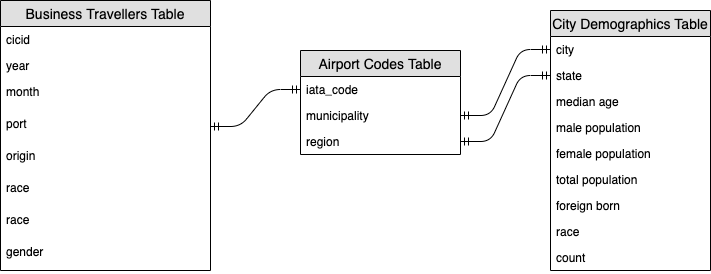 Business Travellers Table
cicid
year
month
port
origin
race
race
gender
Airport Codes Table
iata_code
municipality
region
City Demographics Table
city
state
median age
male population
female population
total population
foreign born
race
count